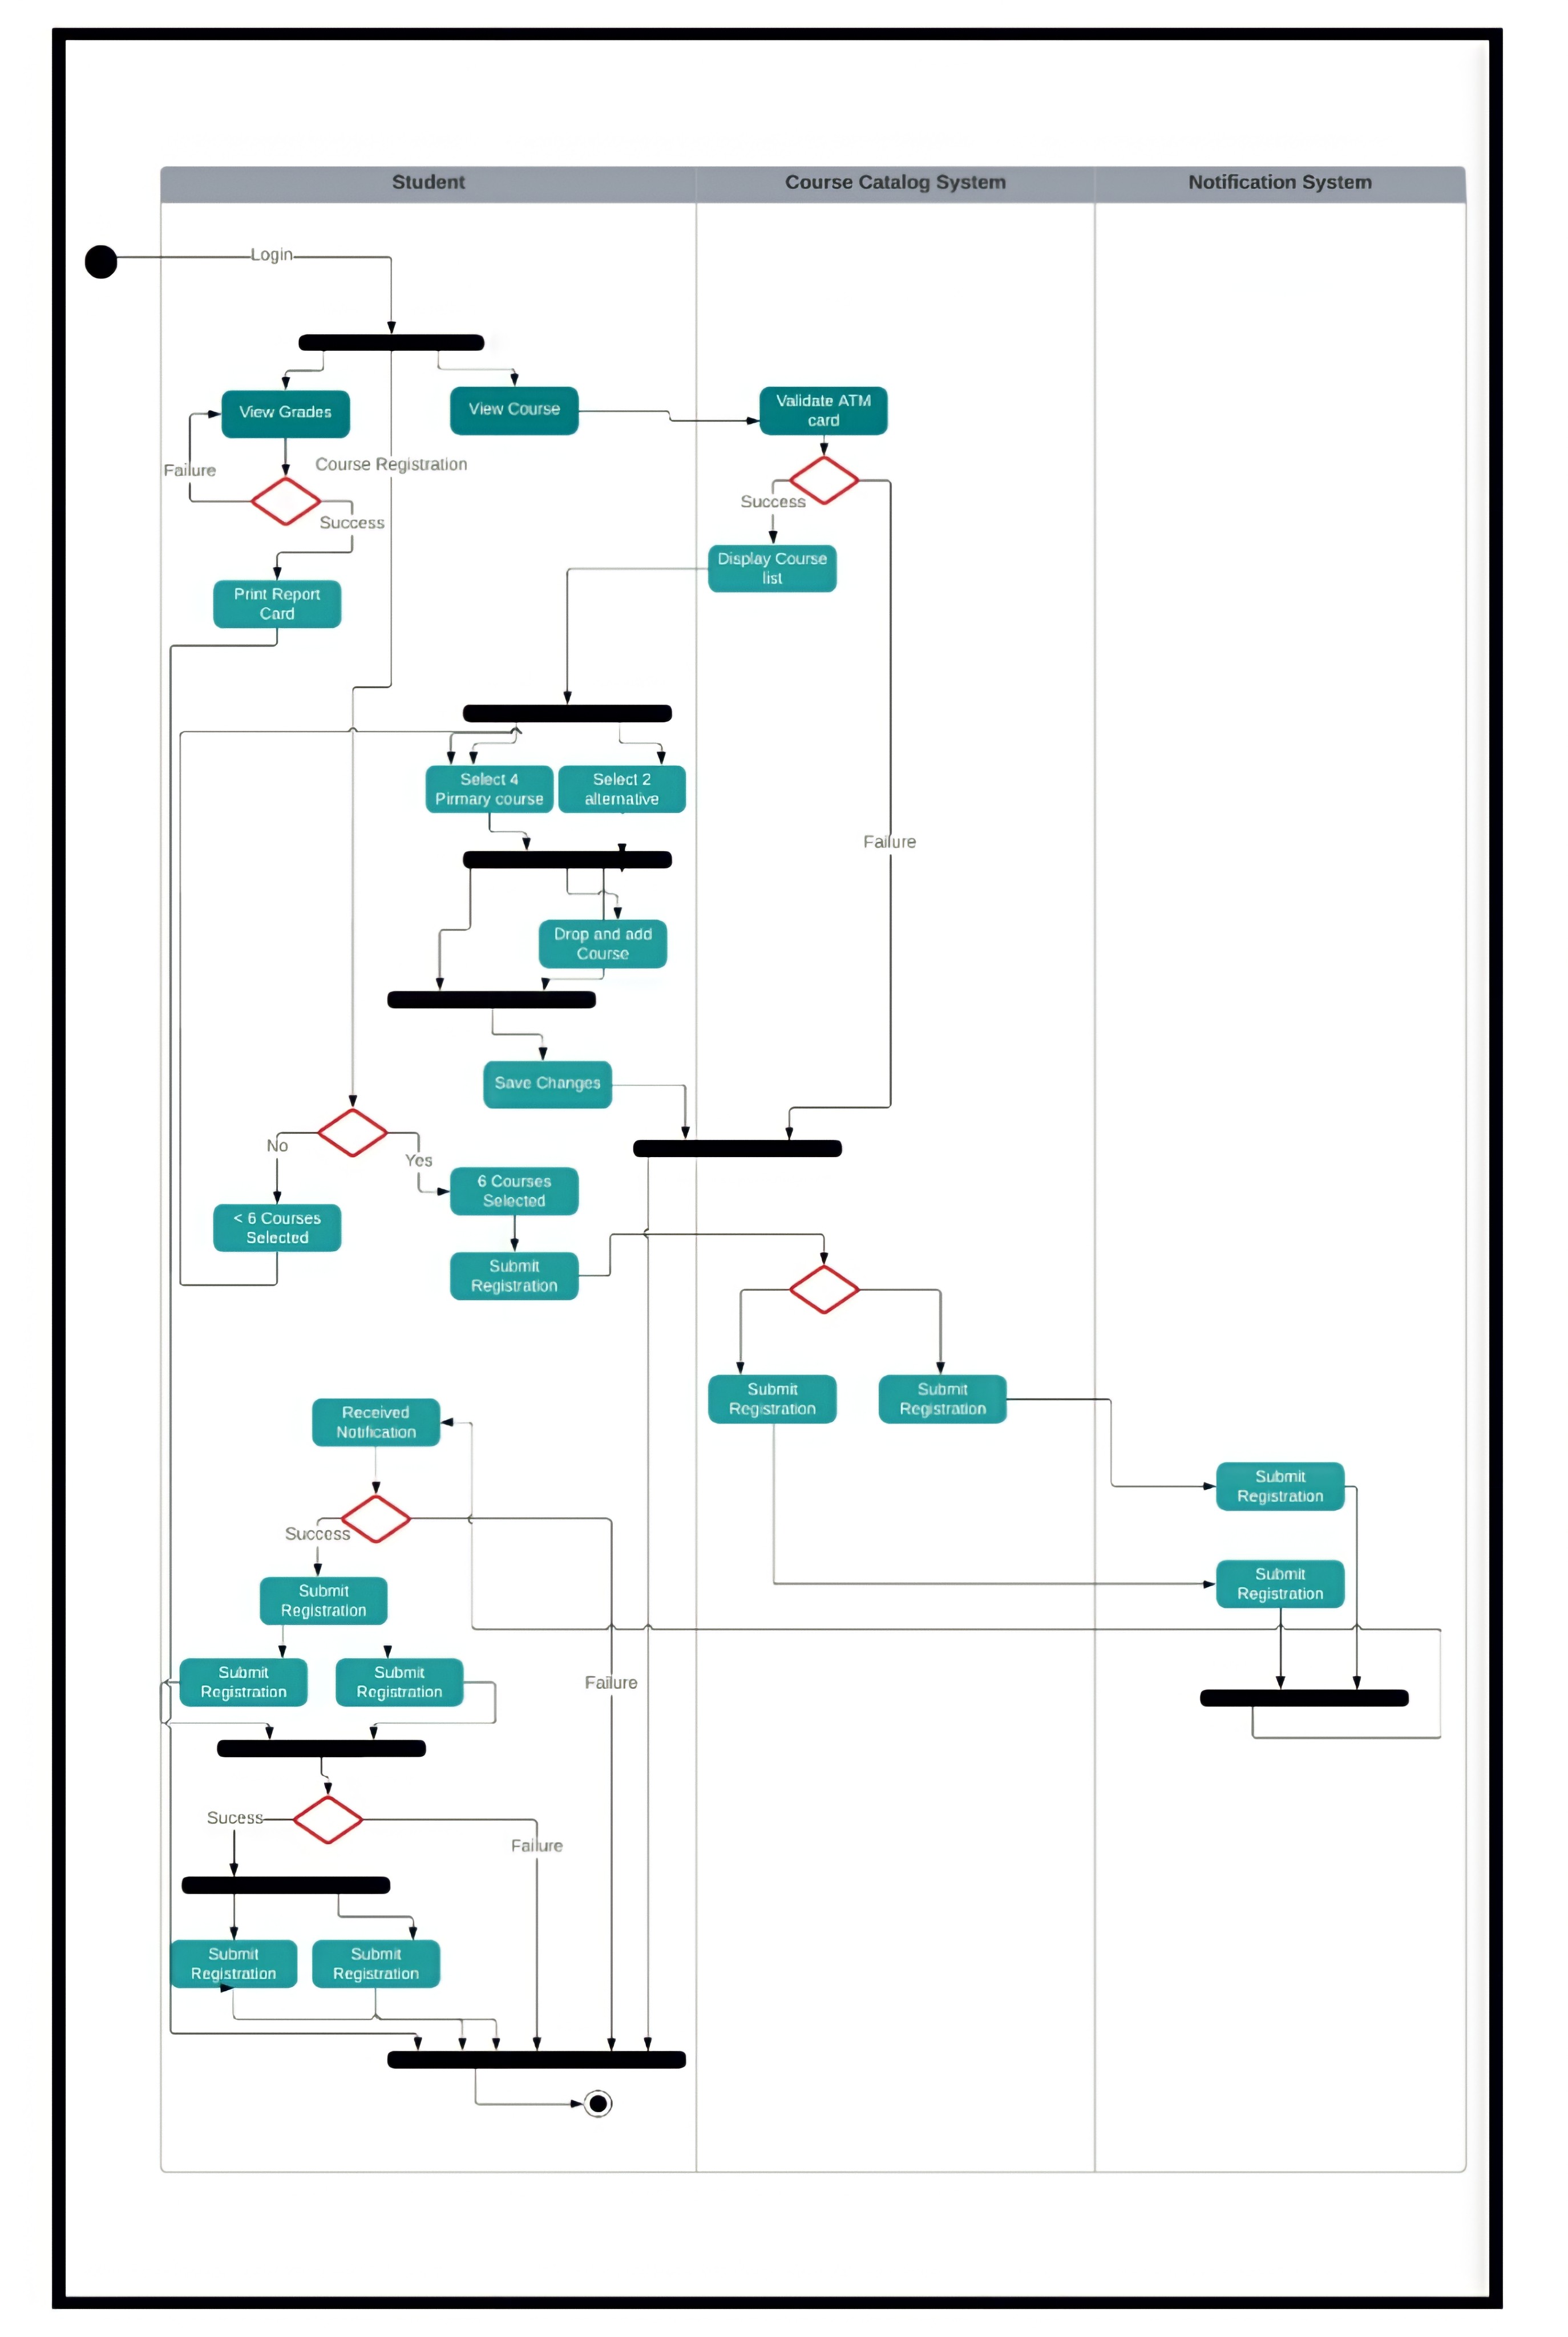 Student
Course Catalog System
Notification System
Login
View Grades
View Course
Validate ATM
card
Failure
Course Registration
Success
Success
Display Course
list
Print Report
Card
Select 4
Pirmary course
Select 2
alternative
Failure
Drop and add
Course
Save Changes
No
Yes
6 Courses
Selected
< 6 Courses
Selected
Submit
Registration
Submit
Registration
Submit
Registration
Received
Notification
Submit
Registration
Success
Submit
Registration
Submit
Registration
Submit
Registration
Submit
Registration
Failure
Sucess
Failure
Submit
Registration
Submit
Registration